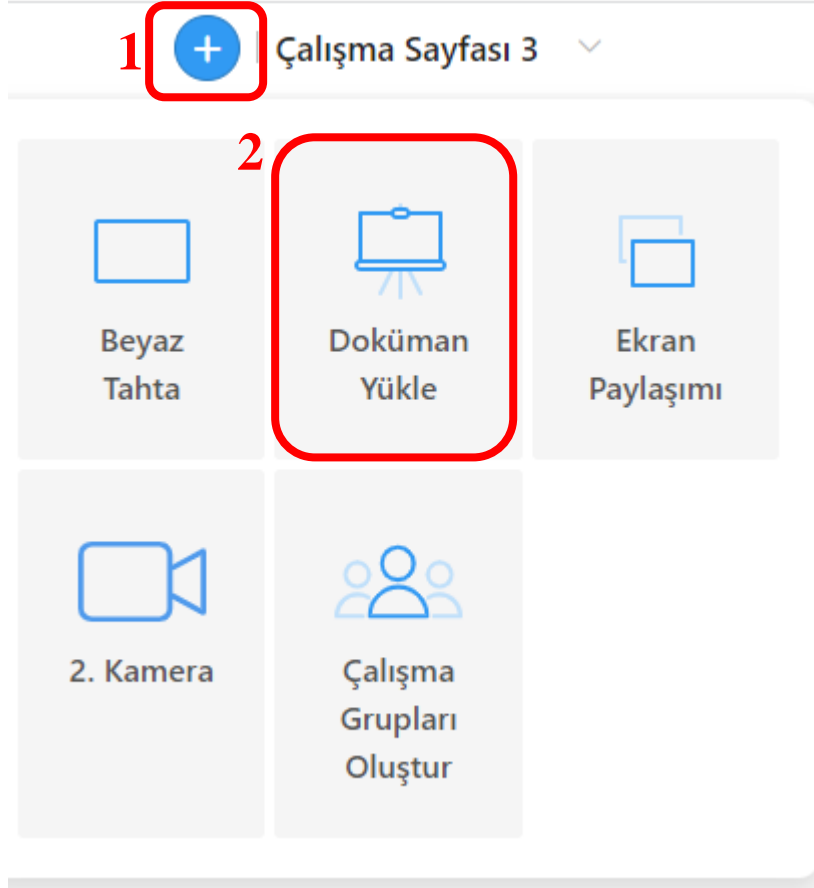 1 + Çalışma Sayfası 3
2
Beyaz
Tahta
Doküman
Yükle
Ekran
Paylaşımı
2. Kamera
Çalışma
Grupları
Oluştur